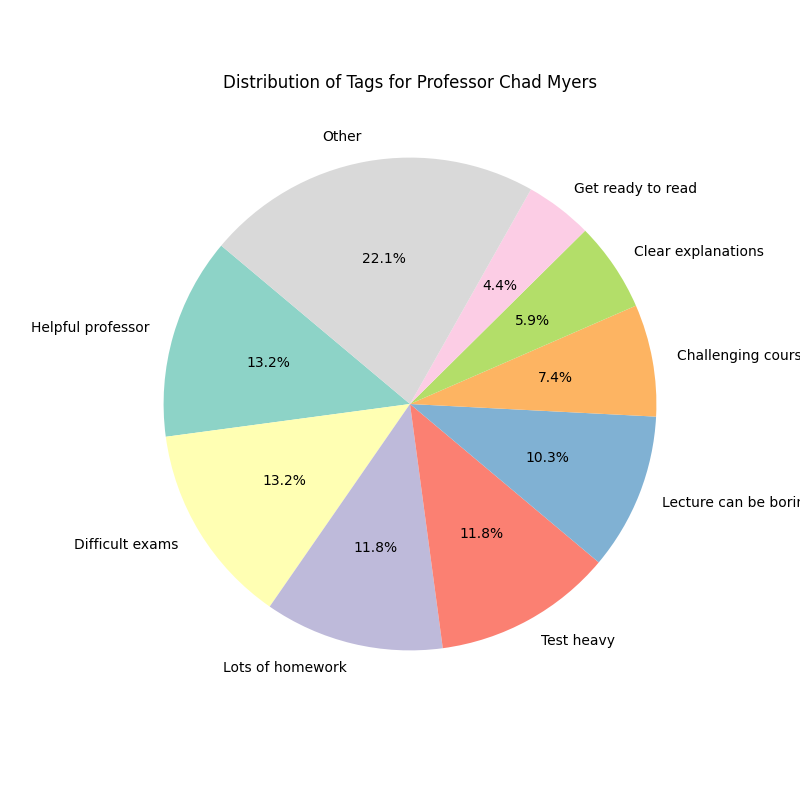 Distribution of Tags for Professor Chad Myers
Other
Get ready to read
22.1%
Clear explanations
4.4%
5.9%
Helpful professor
Challenging cours
13.2%
7.4%
10.3%
13.2%
Lecture can be borin
11.8%
11.8%
Difficult exams
Test heavy
Lots of homework